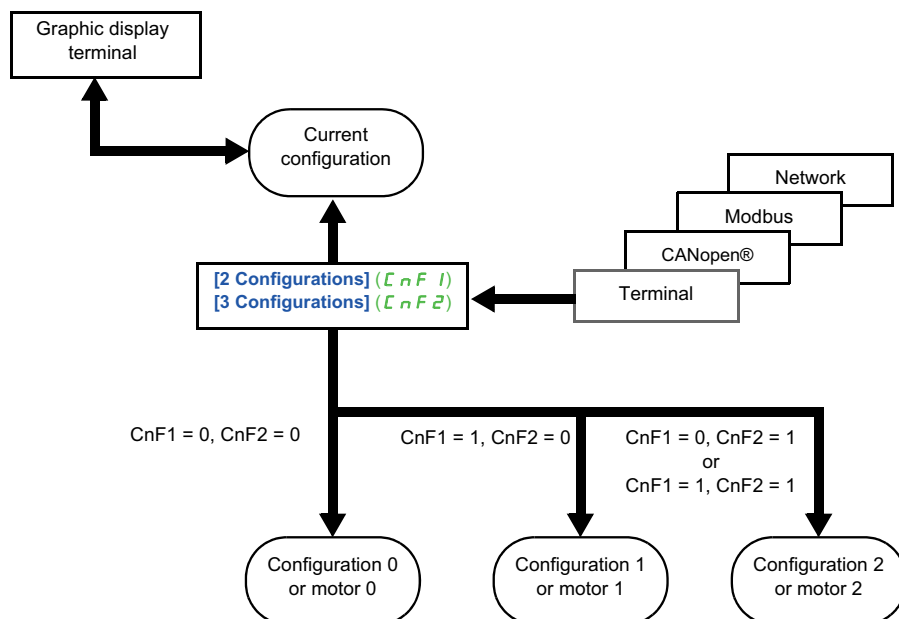 Graphic display
terminal
Current
configuration
Network
Modbus
CANopen®
Terminal
[2 Configurations] (CnF1)
[3 Configurations] (CnF2)
CnF1 = 0, CnF2 = 0
CnF1 = 1, CnF2 = 0
CnF1 = 0, CnF2 = 1
or
CnF1 = 1, CnF2 = 1
Configuration 0
or motor 0
Configuration 1
or motor 1
Configuration 2
or motor 2